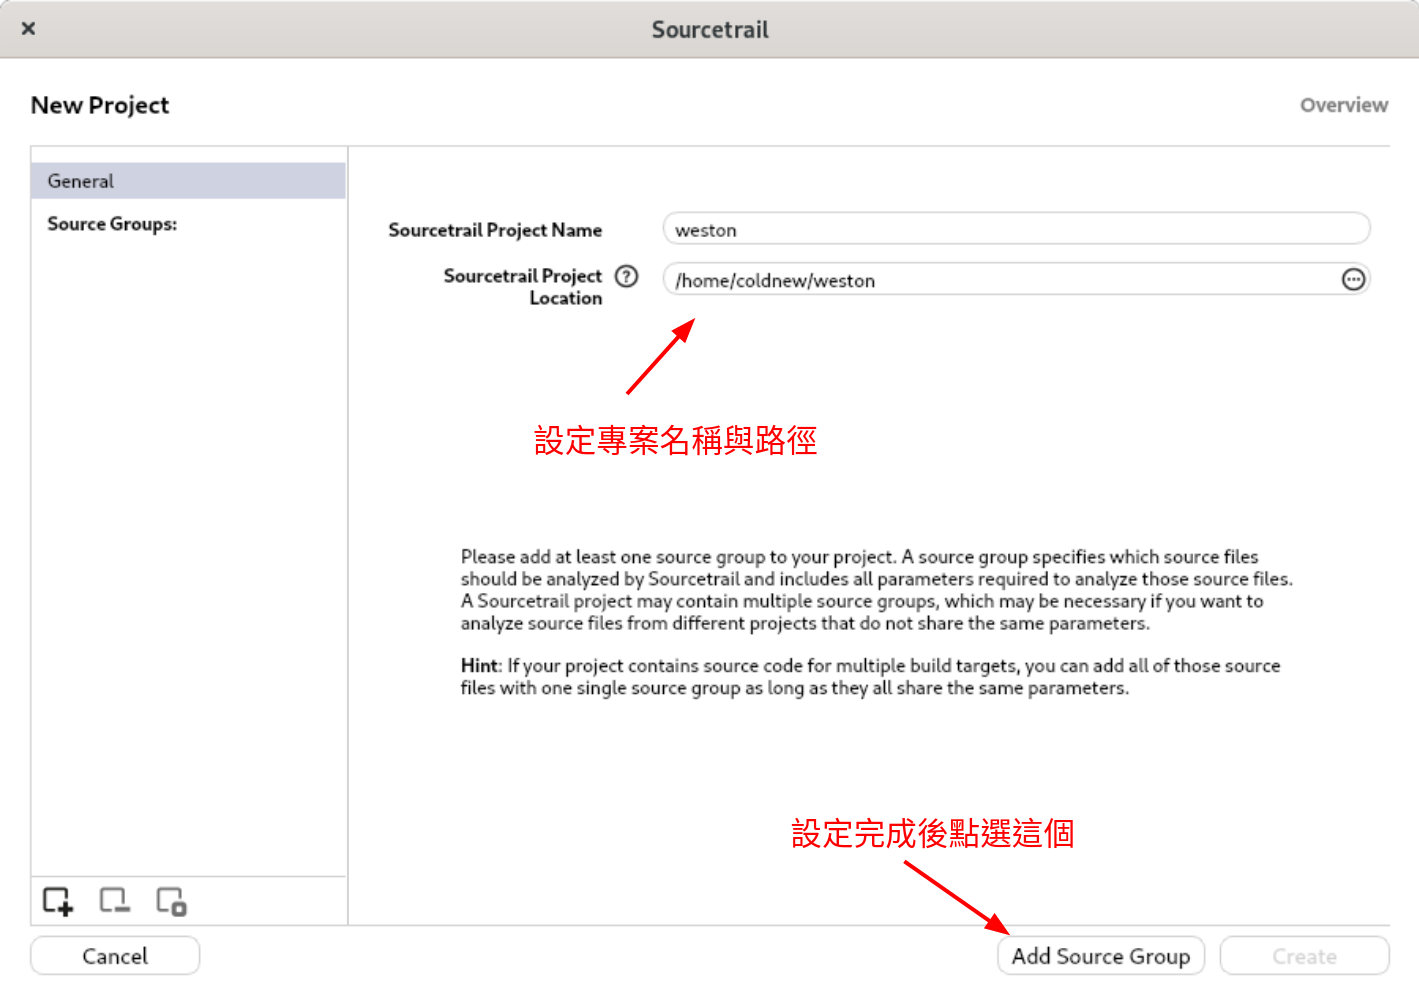 Sourcetrail
New Project
Overview
General
Source Groups:
Sourcetrail Project Name
weston
Sourcetrail Project
Location
/home/coldnew/weston
設定專案名稱與路徑
Please add at least one source group to your project. A source group specifies which source files
should be analyzed by Sourcetrail and includes all parameters required to analyze those source files.
A Sourcetrail project may contain multiple source groups, which may be necessary if you want to
analyze source files from different projects that do not share the same parameters.
Hint: If your project contains source code for multiple build targets, you can add all of those source
files with one single source group as long as they all share the same parameters.
設定完成後點選這個
Cancel
Add Source Group
Create